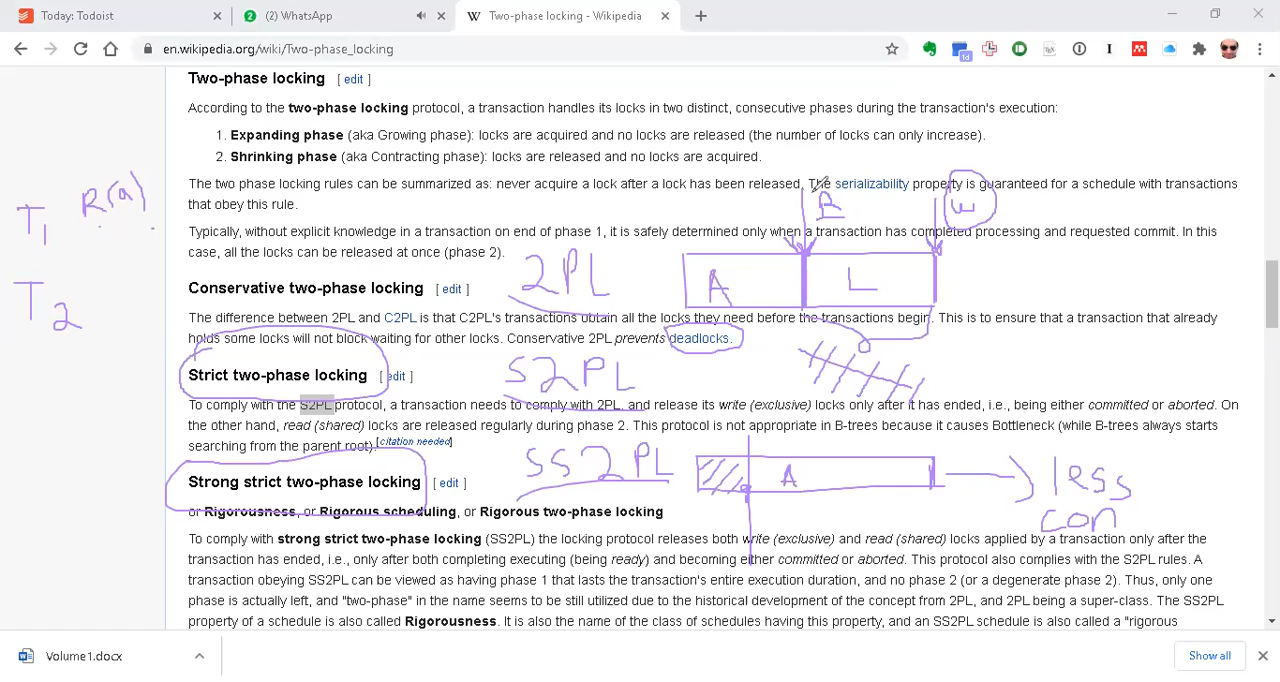 Today: Todoist
2 (2) WhatsApp
W Two-phase locking - Wikipedia
en.wikipedia.org/wiki/Two-phase_locking
1d
Two-phase locking [ edit ]
According to the two-phase locking protocol, a transaction handles its locks in two distinct, consecutive phases during the transaction's execution:
1. Expanding phase (aka Growing phase): locks are acquired and no locks are released (the number of locks can only increase).
2. Shrinking phase (aka Contracting phase): locks are released and no locks are acquired.
The two phase locking rules can be summarized as: never acquire a lock after a lock has been released. The serializability property is guaranteed for a schedule with transactions
that obey this rule.
Typically, without explicit knowledge in a transaction on end of phase 1, it is safely determined only when a transaction has completed processing and requested commit. In this
case, all the locks can be released at once (phase 2).
Conservative two-phase locking [ edit ]
The difference between 2PL and C2PL is that C2PL's transactions obtain all the locks they need before the transactions begin. This is to ensure that a transaction that already
holds some locks will not block waiting for other locks. Conservative 2PL prevents deadlocks.
Strict two-phase locking [ edit ]
To comply with the S2PL protocol, a transaction needs to comply with 2PL, and release its write (exclusive) locks only after it has ended, i.e., being either committed or aborted. On
the other hand, read (shared) locks are released regularly during phase 2. This protocol is not appropriate in B-trees because it causes Bottleneck (while B-trees always starts
searching from the parent root).[citation needed]
Strong strict two-phase locking [ edit ]
or Rigorousness, or Rigorous scheduling, or Rigorous two-phase locking
To comply with strong strict two-phase locking (SS2PL) the locking protocol releases both write (exclusive) and read (shared) locks applied by a transaction only after the
transaction has ended, i.e., only after both completing executing (being ready) and becoming either committed or aborted. This protocol also complies with the S2PL rules. A
transaction obeying SS2PL can be viewed as having phase 1 that lasts the transaction's entire execution duration, and no phase 2 (or a degenerate phase 2). Thus, only one
phase is actually left, and "two-phase" in the name seems to be still utilized due to the historical development of the concept from 2PL, and 2PL being a super-class. The SS2PL
property of a schedule is also called Rigorousness. It is also the name of the class of schedules having this property, and an SS2PL schedule is also called a "rigorous
T1 R(a)
T2
2PL
R
W
A L
S2PL
SS2PL
A
less
con
Volume1.docx
Show all